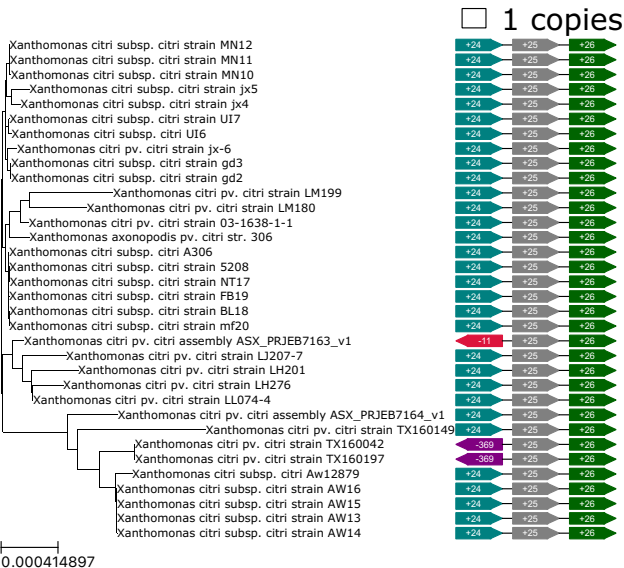 1 copies
Xanthomonas citri subsp. citri strain MN12 +24 +25 +26
Xanthomonas citri subsp. citri strain MN11 +24 +25 +26
Xanthomonas citri subsp. citri strain MN10 +24 +25 +26
Xanthomonas citri subsp. citri strain jx5 +24 +25 +26
Xanthomonas citri subsp. citri strain jx4 +24 +25 +26
Xanthomonas citri subsp. citri strain UI7 +24 +25 +26
Xanthomonas citri subsp. citri UI6 +24 +25 +26
Xanthomonas citri pv. citri strain jx-6 +24 +25 +26
Xanthomonas citri subsp. citri strain gd3 +24 +25 +26
Xanthomonas citri subsp. citri strain gd2 +24 +25 +26
Xanthomonas citri pv. citri strain LM199 +24 +25 +26
Xanthomonas citri pv. citri strain LM180 +24 +25 +26
Xanthomonas citri pv. citri strain 03-1638-1-1 +24 +25 +26
Xanthomonas axonopodis pv. citri str. 306 +24 +25 +26
Xanthomonas citri subsp. citri A306 +24 +25 +26
Xanthomonas citri subsp. citri strain 5208 +24 +25 +26
Xanthomonas citri subsp. citri strain NT17 +24 +25 +26
Xanthomonas citri subsp. citri strain FB19 +24 +25 +26
Xanthomonas citri subsp. citri strain BL18 +24 +25 +26
Xanthomonas citri subsp. citri strain mf20 +24 +25 +26
Xanthomonas citri pv. citri assembly ASX_PRJEB7163_v1 -11 +25 +26
Xanthomonas citri pv. citri strain LJ207-7 +24 +25 +26
Xanthomonas citri pv. citri strain LH201 +24 +25 +26
Xanthomonas citri pv. citri strain LH276 +24 +25 +26
Xanthomonas citri pv. citri strain LL074-4 +24 +25 +26
Xanthomonas citri pv. citri assembly ASX_PRJEB7164_v1 +24 +25 +26
Xanthomonas citri pv. citri strain TX160149 +24 +25 +26
Xanthomonas citri pv. citri strain TX160042 -369 +25 +26
Xanthomonas citri pv. citri strain TX160197 -369 +25 +26
Xanthomonas citri subsp. citri Aw12879 +24 +25 +26
Xanthomonas citri subsp. citri strain AW16 +24 +25 +26
Xanthomonas citri subsp. citri strain AW15 +24 +25 +26
Xanthomonas citri subsp. citri strain AW13 +24 +25 +26
Xanthomonas citri subsp. citri strain AW14 +24 +25 +26
0.000414897